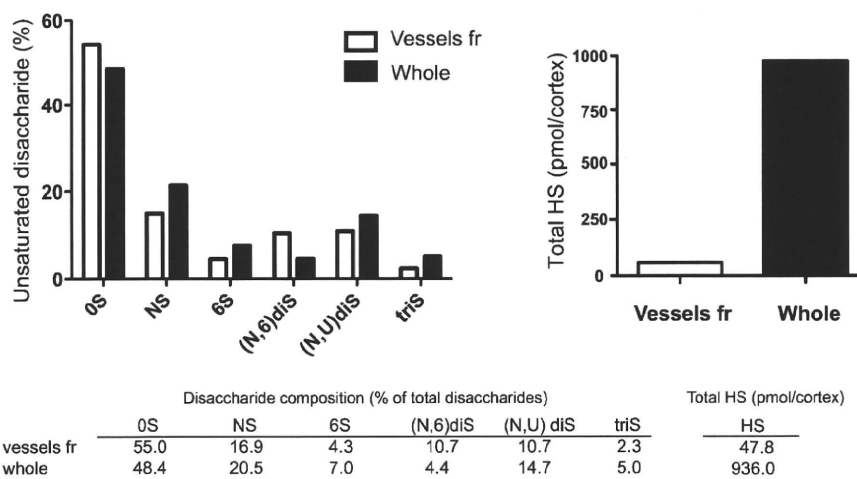 Unsaturated disaccharide (%)
60
40
20
0
Vessels fr
Whole
0S
NS
6S
(N,6)diS
(N,U)diS
triS
Total HS (pmol/cortex)
1000
750
500
250
0
Vessels fr
Whole
Disaccharide composition (% of total disaccharides) Total HS (pmol/cortex)
0S NS 6S (N,6)diS (N,U) diS triS HS
vessels fr 55.0 16.9 4.3 10.7 10.7 2.3 47.8
whole 48.4 20.5 7.0 4.4 14.7 5.0 936.0